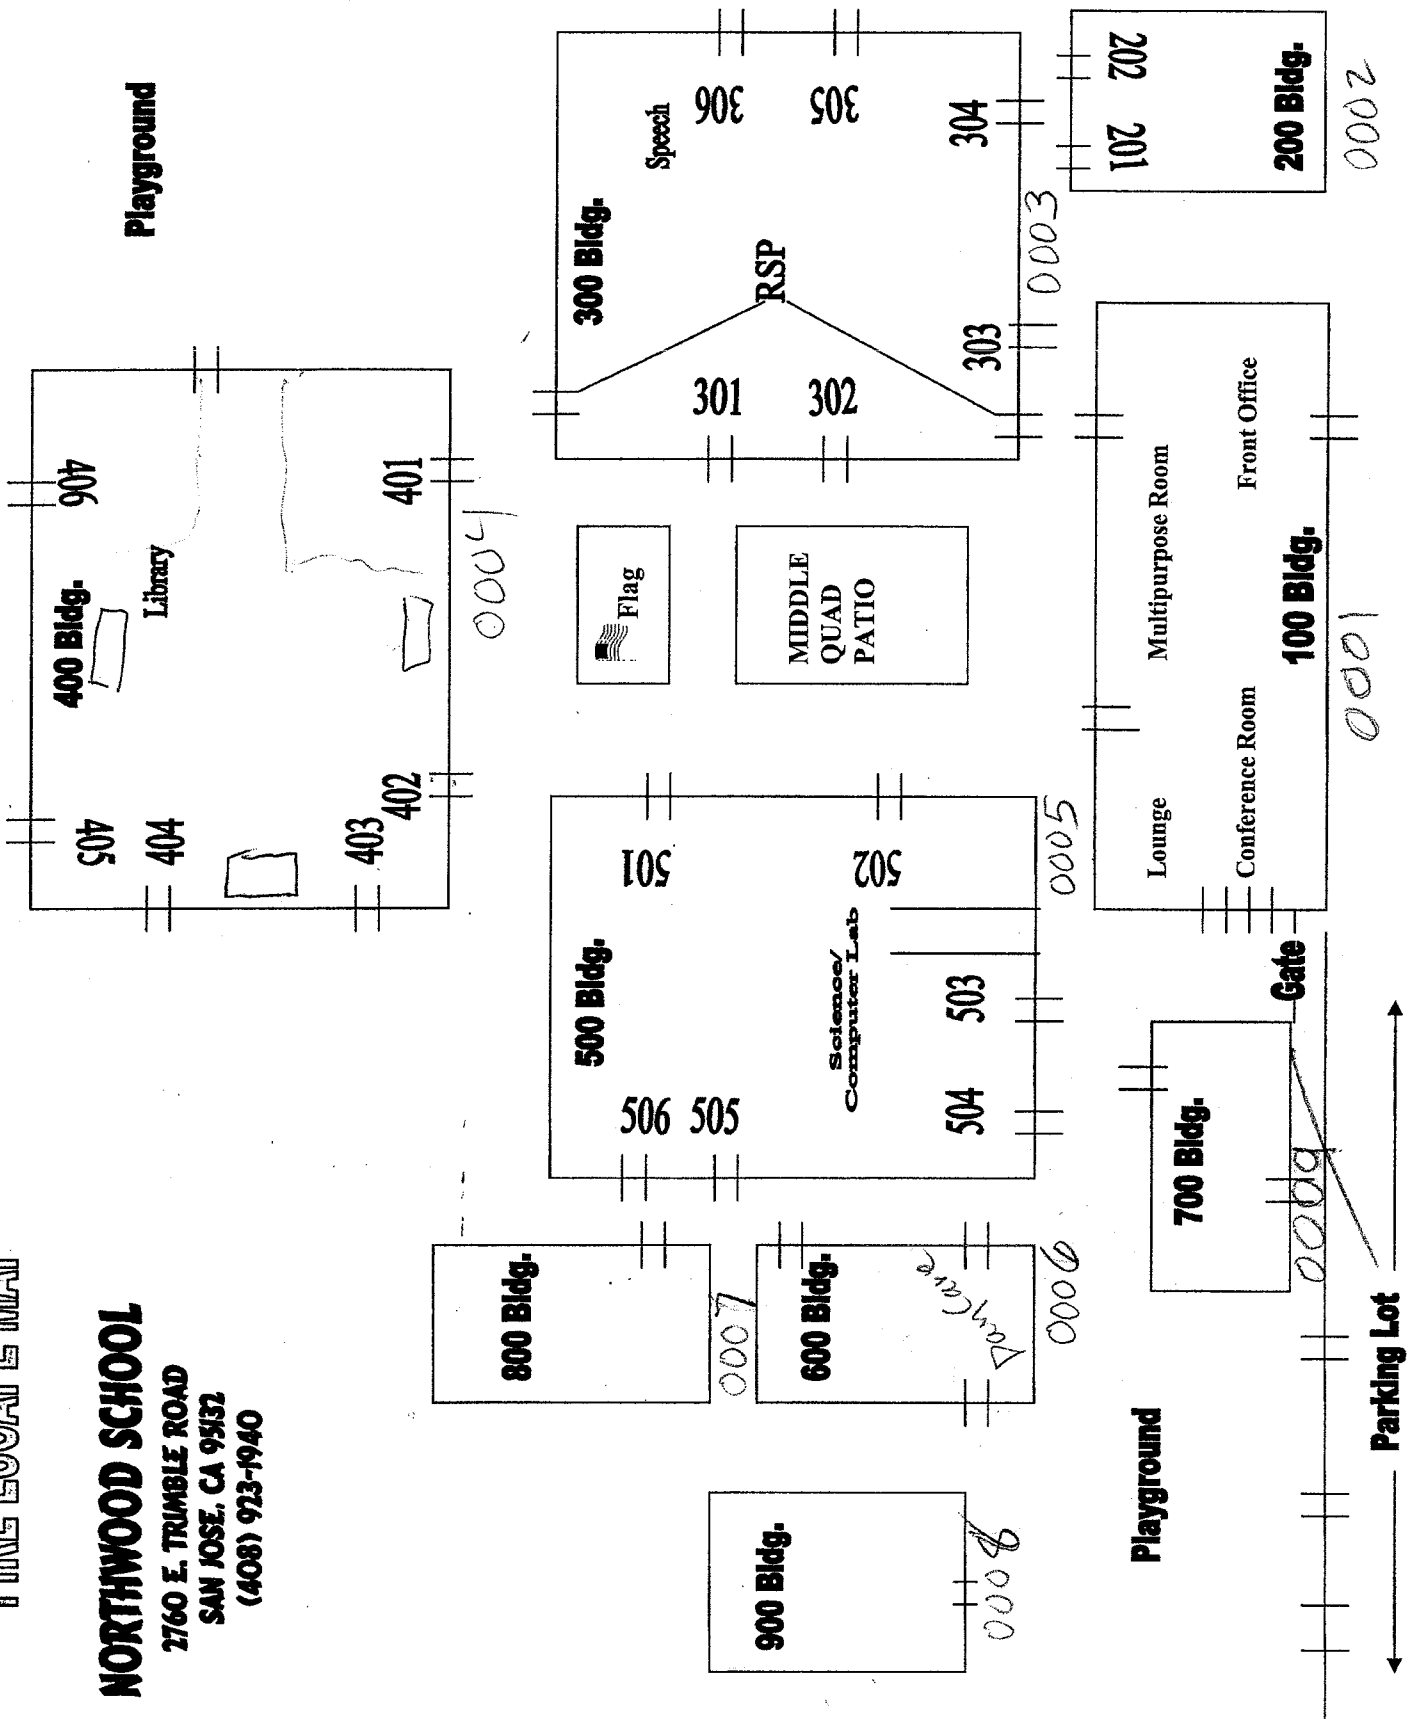 NORTHWOOD SCHOOL
2760 E. TRIMBLE ROAD
SAN JOSE, CA 95132
(408) 923-1940
Playground
400 Bldg.
405
406
404
Library
403
402
401
0004
800 Bldg.
0007
500 Bldg.
506
505
501
502
Science/
Computer Lab
504
503
0005
Flag
MIDDLE
QUAD
PATIO
300 Bldg.
Speech
301
302
306
305
RSP
303
304
0003
900 Bldg.
0008
600 Bldg.
Day Care
0006
202
201
200 Bldg.
0002
Playground
700 Bldg.
0009
Gate
Lounge
Multipurpose Room
Conference Room
Front Office
100 Bldg.
0001
Parking Lot